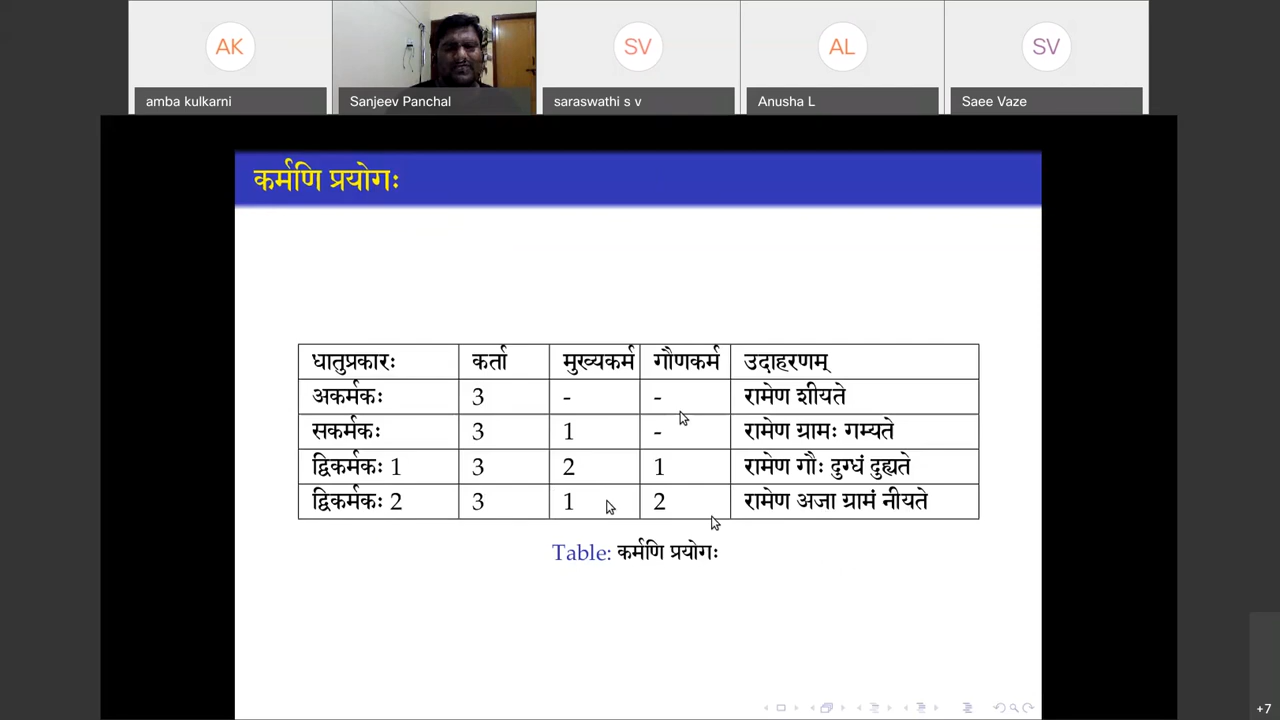 AK
SV
AL
SV
amba kulkarni
Sanjeev Panchal
saraswathi s v
Anusha L
Saee Vaze
कर्मणि प्रयोगः
धातुप्रकारः कर्ता मुख्यकर्म गौणकर्म उदाहरणम्
अकर्मकः 3 - - रामेण शीयते
सकर्मकः 3 1 - रामेण ग्रामः गम्यते
द्विकर्मकः 1 3 2 1 रामेण गौः दुग्धं दुह्यते
द्विकर्मकः 2 3 1 2 रामेण अजा ग्रामं नीयते
Table: कर्मणि प्रयोगः
+7